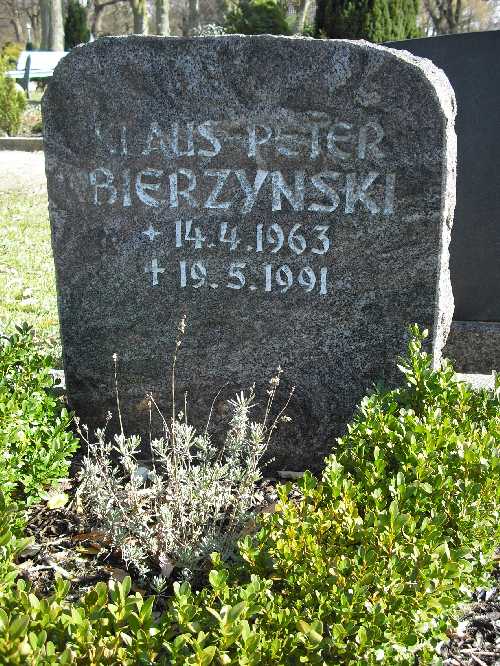 KLAUS-PETER
BIERZYNSKI
* 14.4.1963
† 19.5.1991